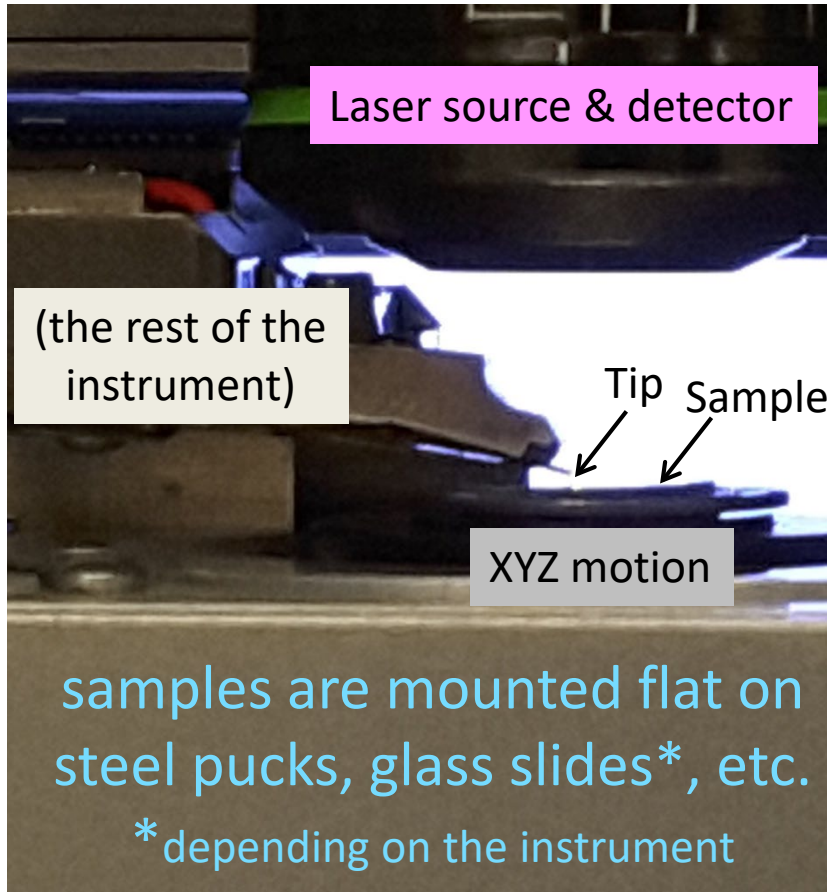 Laser source & detector
(the rest of the
instrument)
Tip
Sample
XYZ motion
samples are mounted flat on
steel pucks, glass slides*, etc.
*depending on the instrument